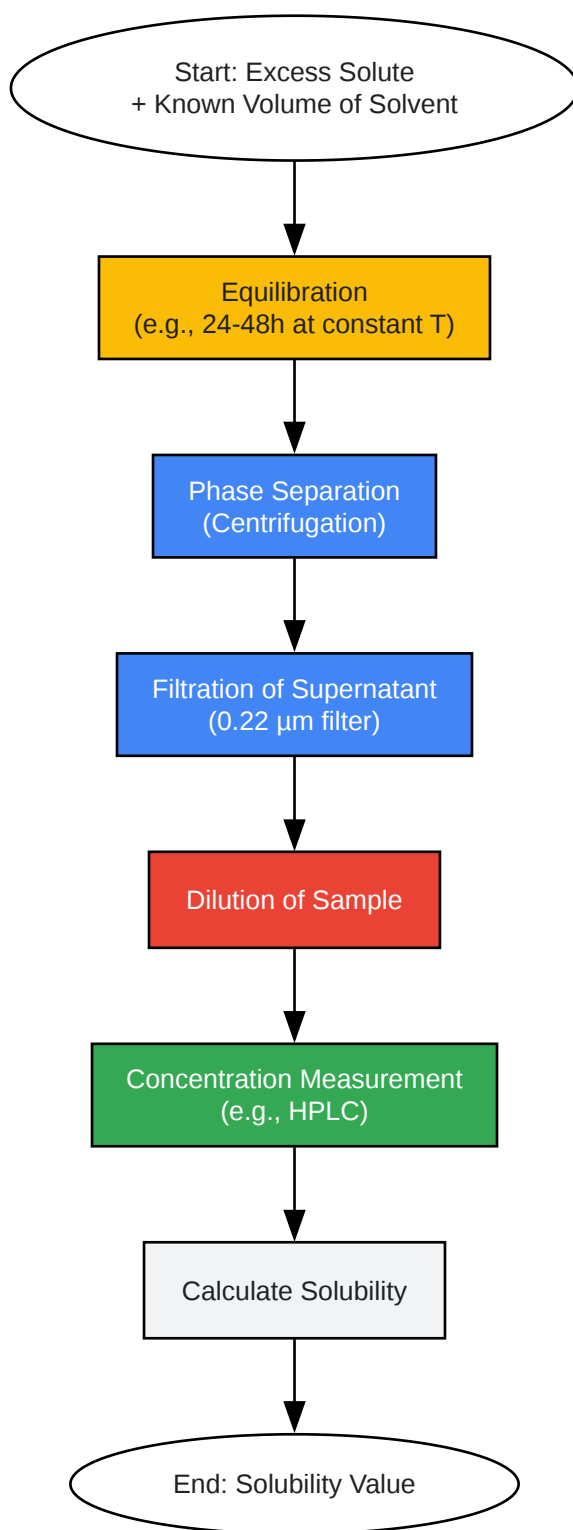 Start: Excess Solute
+ Known Volume of Solvent
Equilibration
(e.g., 24-48h at constant T)
Phase Separation
(Centrifugation)
Filtration of Supernatant
(0.22 µm filter)
Dilution of Sample
Concentration Measurement
(e.g., HPLC)
Calculate Solubility
End: Solubility Value